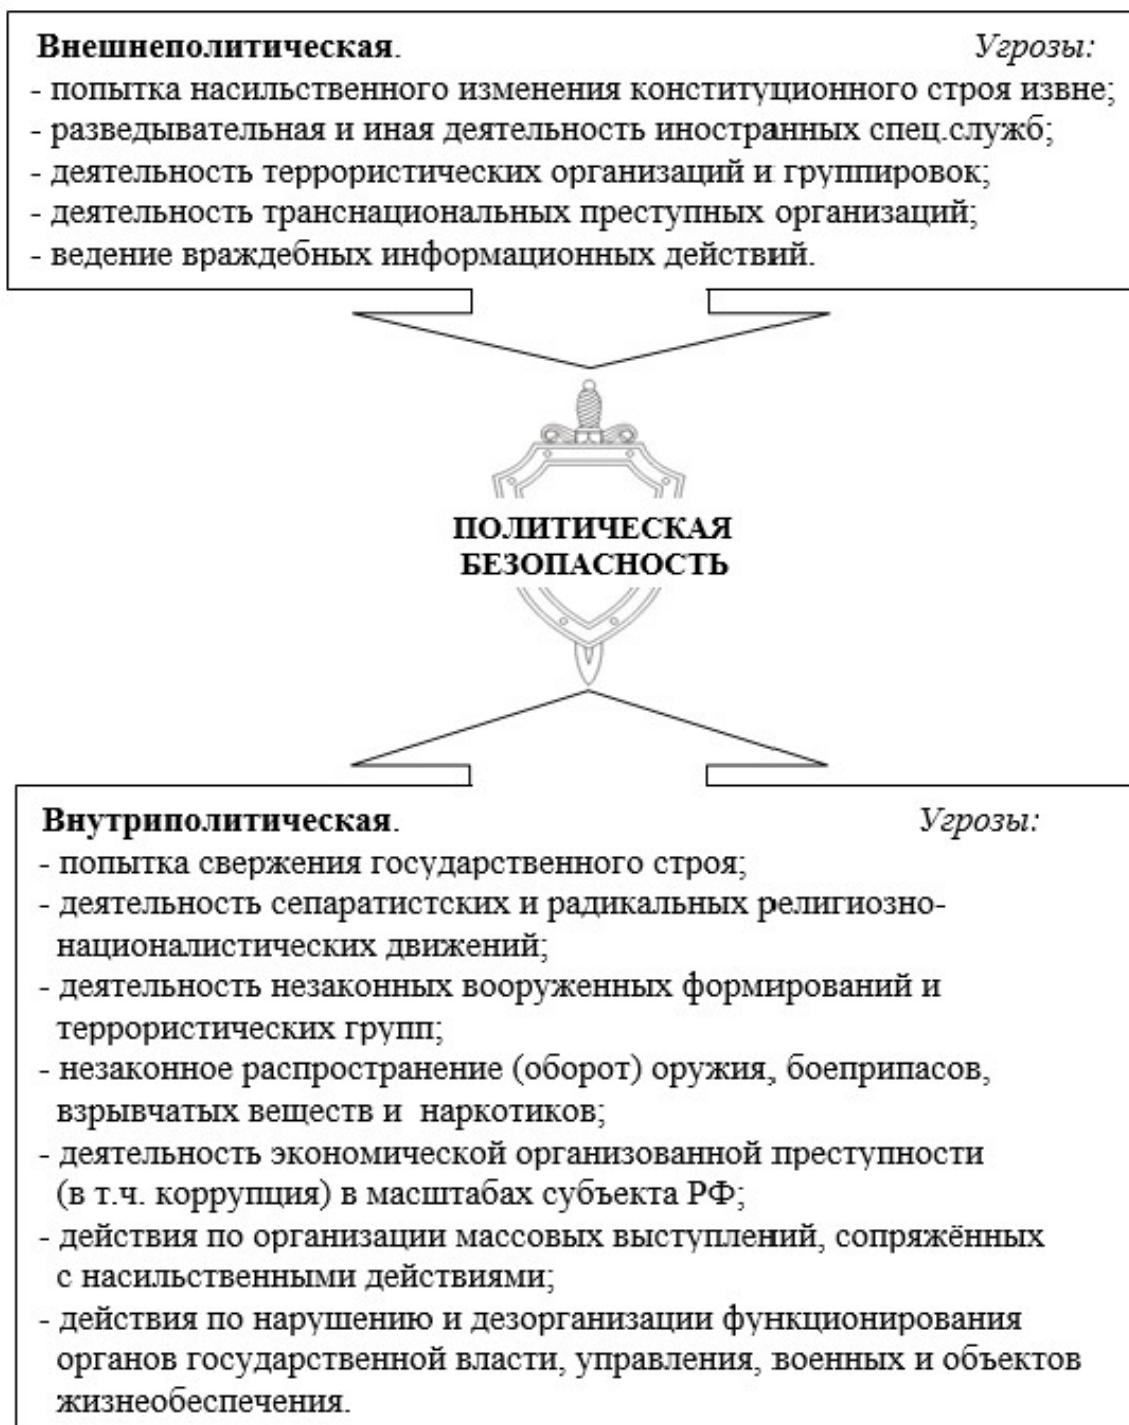 Внешнеполитическая. Угрозы:
- попытка насильственного изменения конституционного строя извне;
- разведывательная и иная деятельность иностранных спец.служб;
- деятельность террористических организаций и группировок;
- деятельность транснациональных преступных организаций;
- ведение враждебных информационных действий.
ПОЛИТИЧЕСКАЯ
БЕЗОПАСНОСТЬ
Внутриполитическая. Угрозы:
- попытка свержения государственного строя;
- деятельность сепаратистских и радикальных религиозно-
националистических движений;
- деятельность незаконных вооруженных формирований и
террористических групп;
- незаконное распространение (оборот) оружия, боеприпасов,
взрывчатых веществ и наркотиков;
- деятельность экономической организованной преступности
(в т.ч. коррупция) в масштабах субъекта РФ;
- действия по организации массовых выступлений, сопряжённых
с насильственными действиями;
- действия по нарушению и дезорганизации функционирования
органов государственной власти, управления, военных и объектов
жизнеобеспечения.